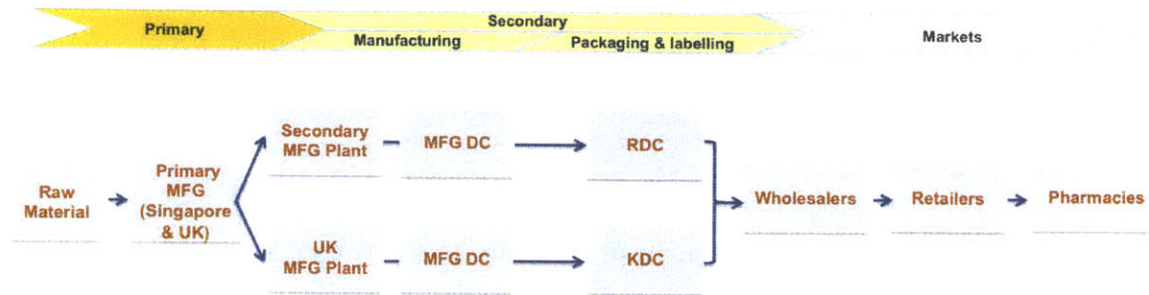 Primary
Secondary
Manufacturing
Packaging & labelling
Markets
Raw
Material
Primary
MFG
(Singapore
& UK)
Secondary
MFG Plant
MFG DC
RDC
UK
MFG Plant
MFG DC
KDC
Wholesalers
Retailers
Pharmacies